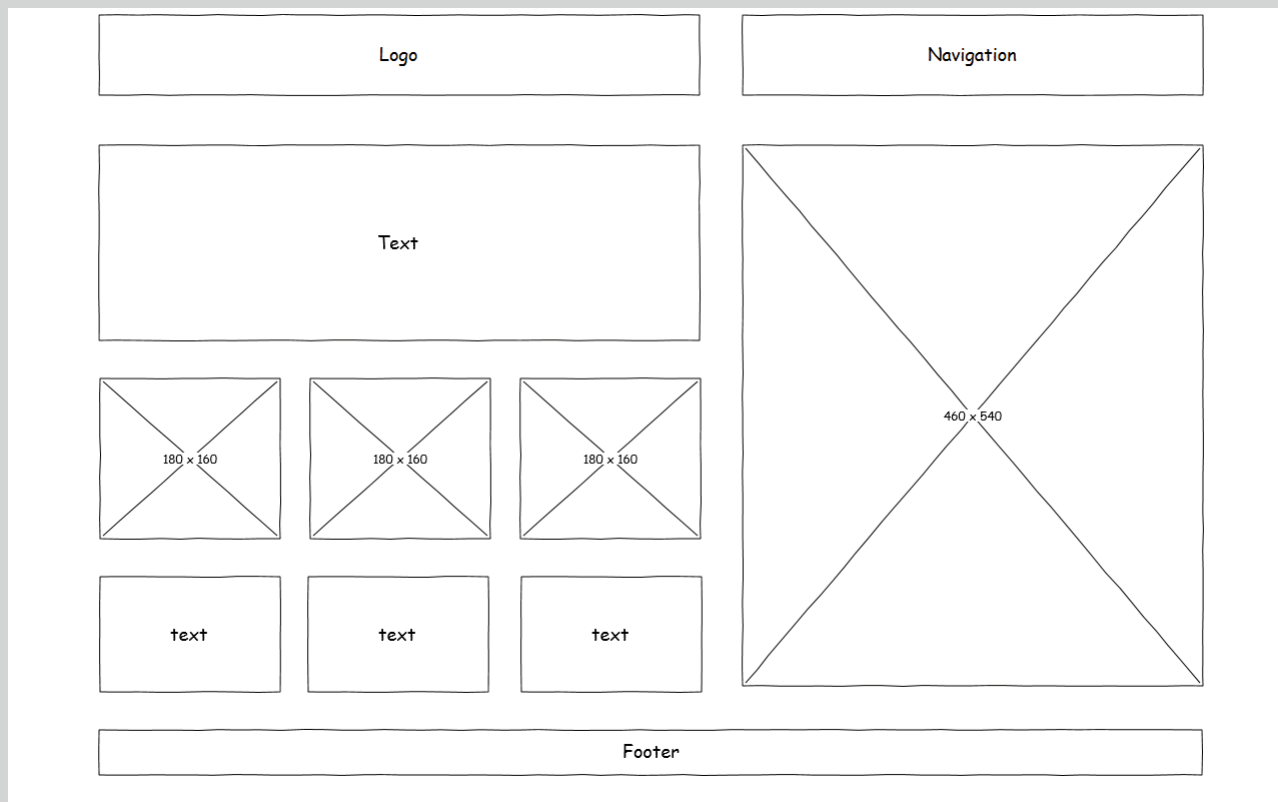 Logo
Navigation
Text
460 x 540
180 x 160
180 x 160
180 x 160
text
text
text
Footer